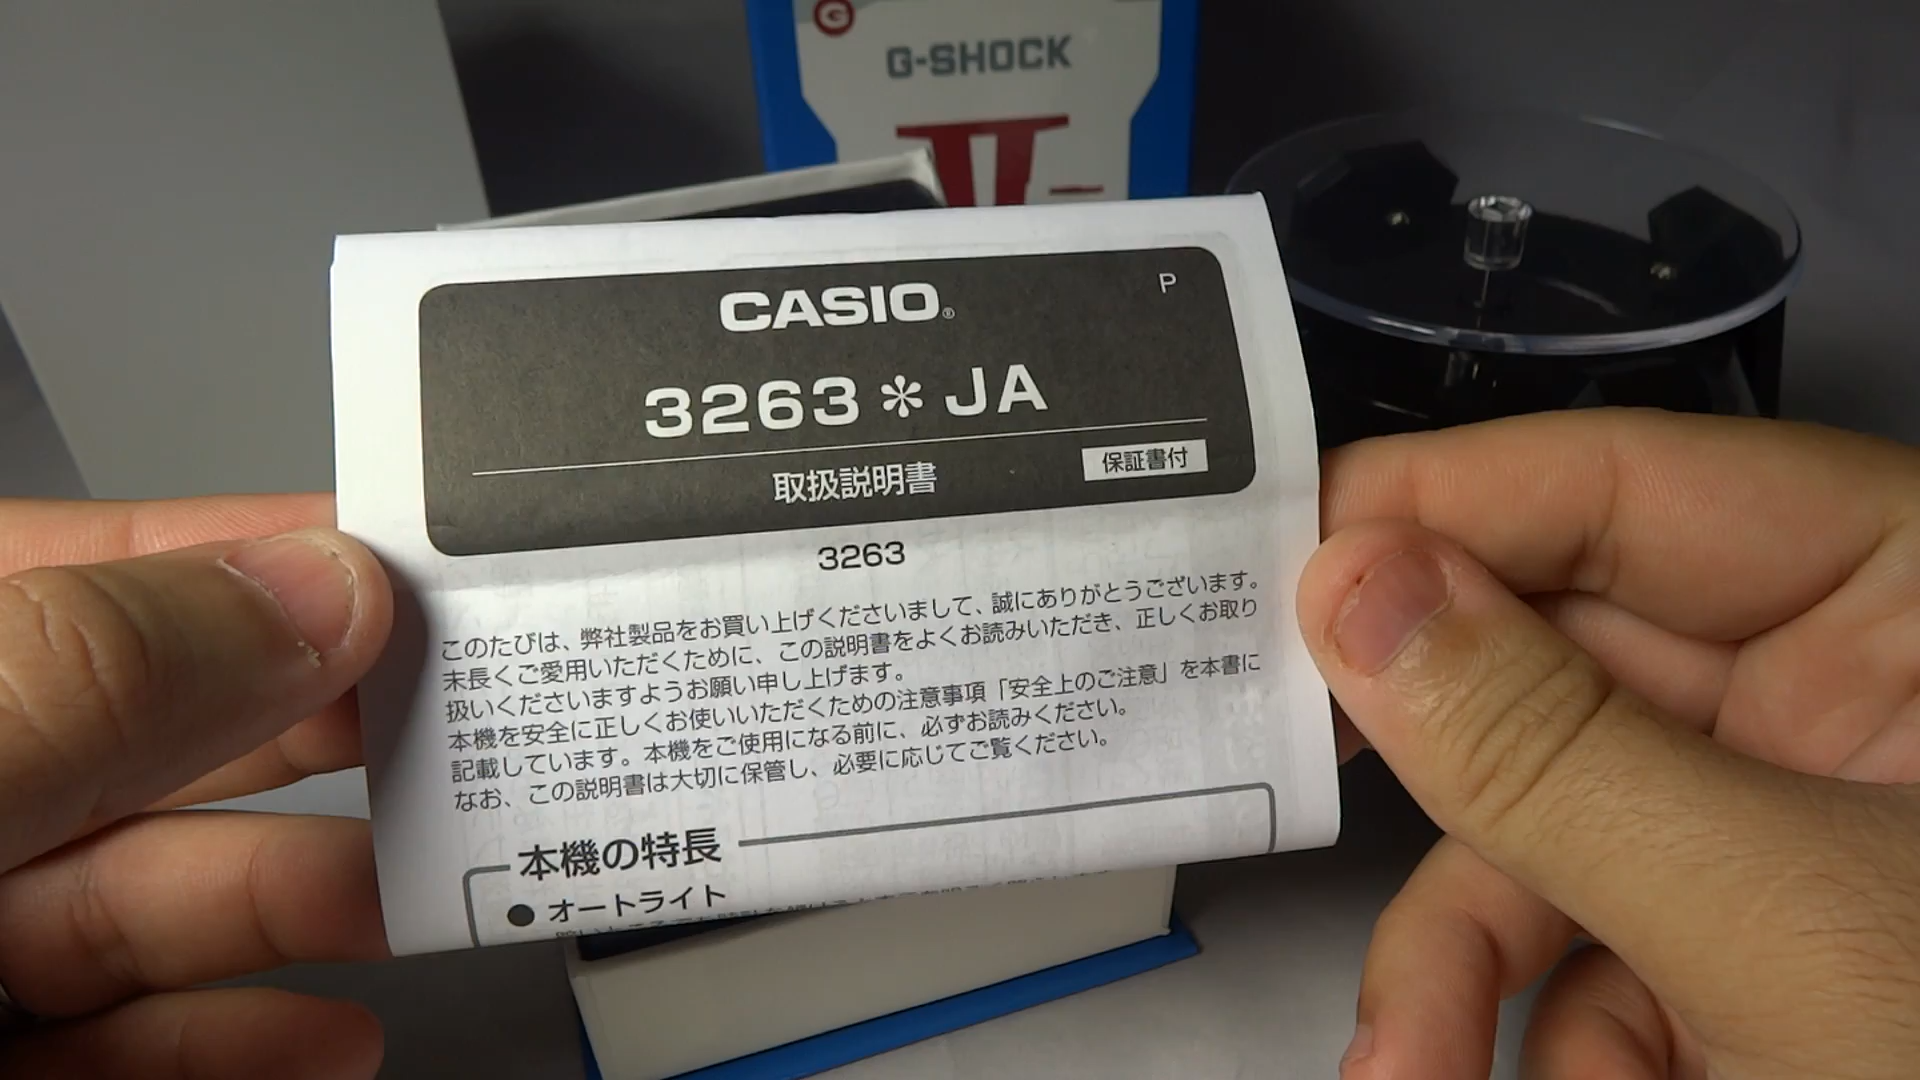 G
G-SHOCK
CASIO®
P
3263＊JA
取扱説明書
保証書付
3263
このたびは、弊社製品をお買い上げくださいまして、誠にありがとうございます。
末長くご愛用いただくために、この説明書をよくお読みいただき、正しくお取り
扱いくださいますようお願い申し上げます。
本機を安全に正しくお使いいただくための注意事項「安全上のご注意」を本書に
記載しています。本機をご使用になる前に、必ずお読みください。
なお、この説明書は大切に保管し、必要に応じてご覧ください。
本機の特長
● オートライト